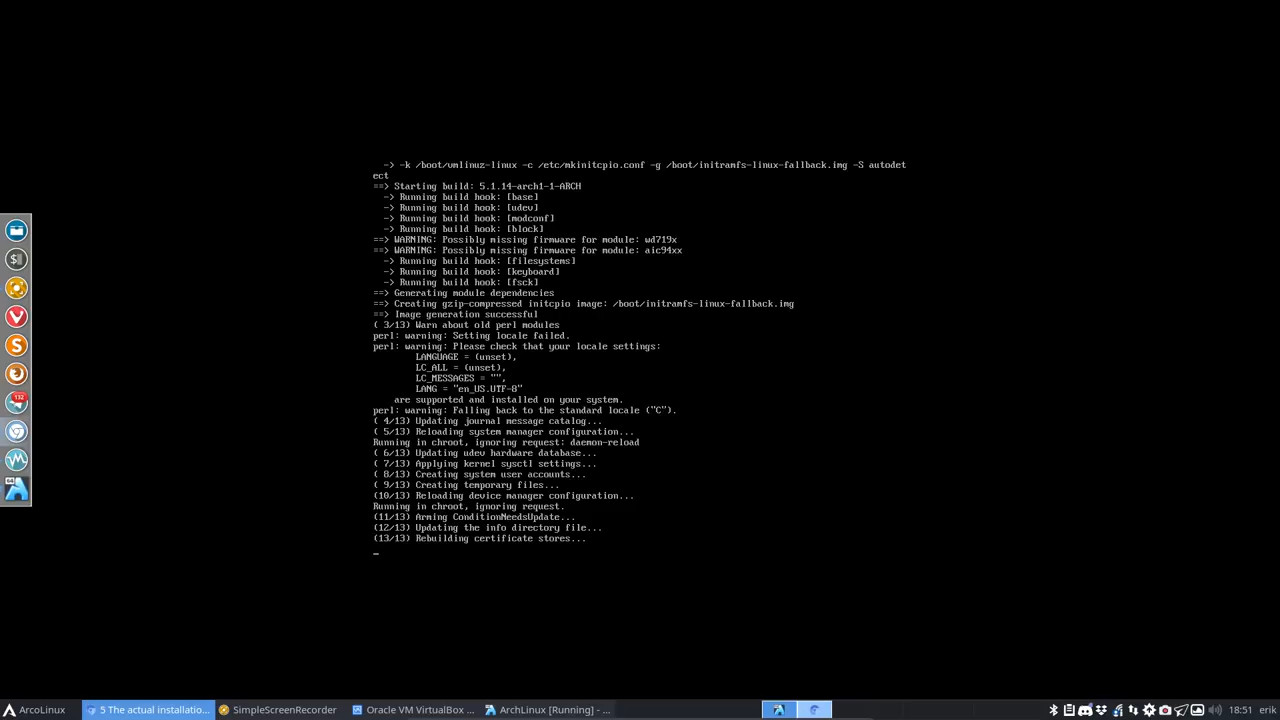 -> -k /boot/vmlinuz-linux -c /etc/mkinitcpio.conf -g /boot/initramfs-linux-fallback.img -S autodet
ect
==> Starting build: 5.1.14-arch1-1-ARCH
-> Running build hook: [base]
-> Running build hook: [udev]
-> Running build hook: [modconf]
-> Running build hook: [block]
==> WARNING: Possibly missing firmware for module: wd719x
==> WARNING: Possibly missing firmware for module: aic94xx
-> Running build hook: [filesystems]
-> Running build hook: [keyboard]
-> Running build hook: [fsck]
==> Generating module dependencies
==> Creating gzip-compressed initcpio image: /boot/initramfs-linux-fallback.img
==> Image generation successful
( 3/13) Warn about old perl modules
perl: warning: Setting locale failed.
perl: warning: Please check that your locale settings:
LANGUAGE = (unset),
LC_ALL = (unset),
LC_MESSAGES = "",
LANG = "en_US.UTF-8"
are supported and installed on your system.
perl: warning: Falling back to the standard locale ("C").
( 4/13) Updating journal message catalog...
( 5/13) Reloading system manager configuration...
Running in chroot, ignoring request: daemon-reload
( 6/13) Updating udev hardware database...
( 7/13) Applying kernel sysctl settings...
( 8/13) Creating system user accounts...
( 9/13) Creating temporary files...
(10/13) Reloading device manager configuration...
Running in chroot, ignoring request.
(11/13) Arming ConditionNeedsUpdate...
(12/13) Updating the info directory file...
(13/13) Rebuilding certificate stores...
132
64
ArcoLinux 5 The actual installatio... SimpleScreenRecorder Oracle VM VirtualBox ... ArchLinux [Running] - ... 18:51 erik